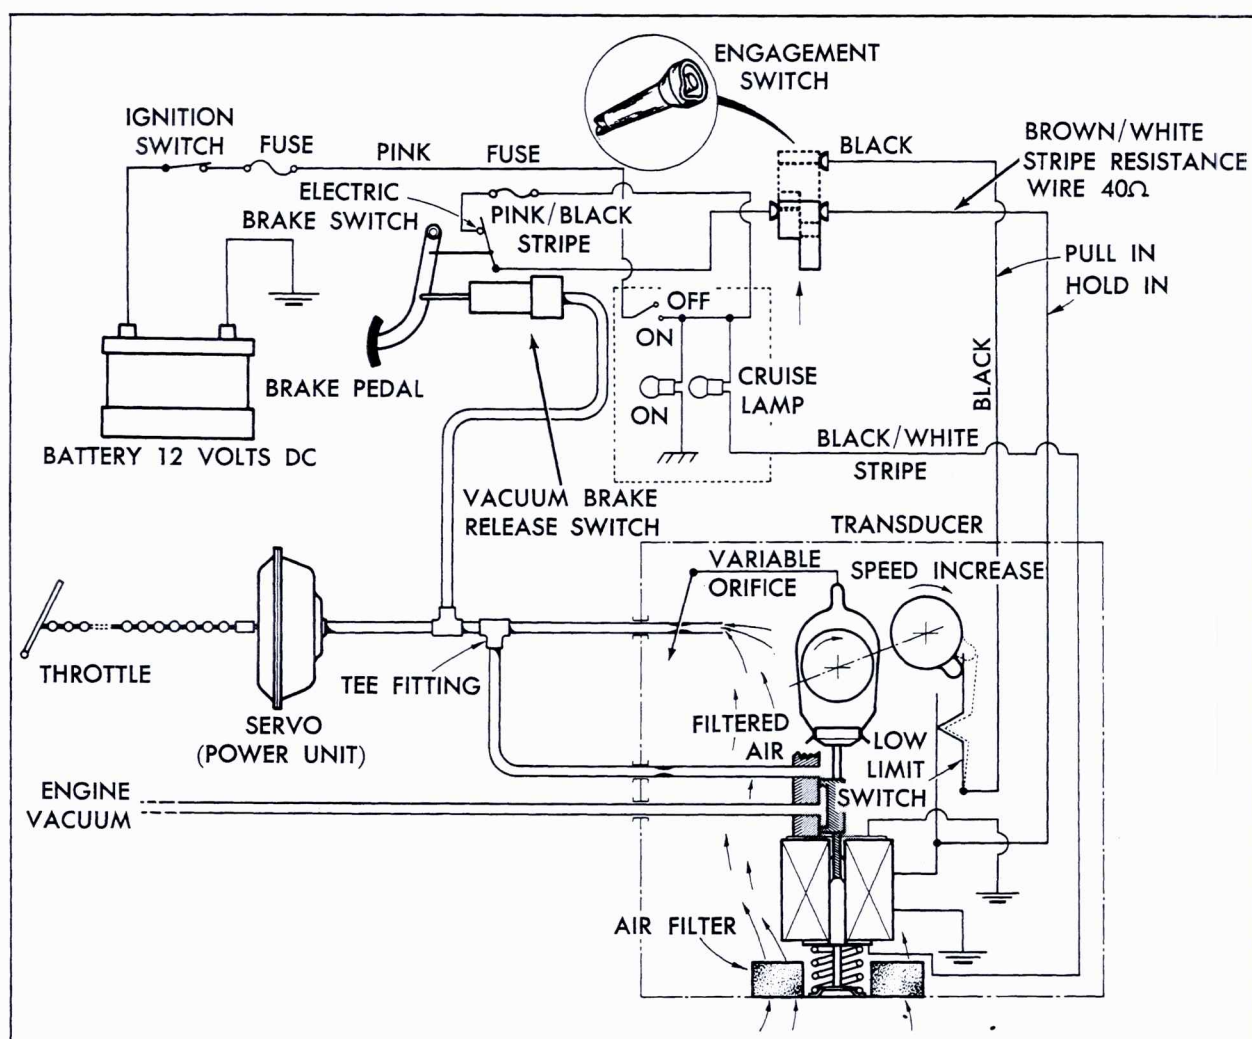 ENGAGEMENT
SWITCH
IGNITION
SWITCH
FUSE
PINK
FUSE
BLACK
BROWN/WHITE
STRIPE RESISTANCE
WIRE 40Ω
ELECTRIC
BRAKE SWITCH
PINK/BLACK
STRIPE
PULL IN
HOLD IN
OFF
ON
BLACK
BRAKE PEDAL
CRUISE
LAMP
ON
BATTERY 12 VOLTS DC
BLACK/WHITE
STRIPE
VACUUM BRAKE
RELEASE SWITCH
TRANSDUCER
VARIABLE
ORIFICE
SPEED INCREASE
THROTTLE
TEE FITTING
SERVO
(POWER UNIT)
FILTERED
AIR
LOW
LIMIT
SWITCH
ENGINE
VACUUM
AIR FILTER